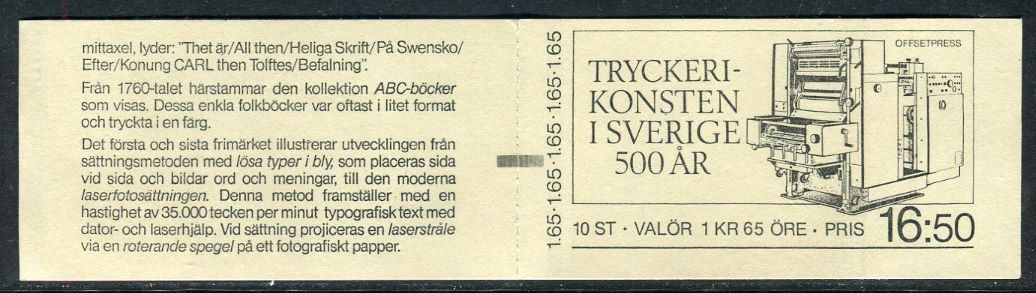 mittaxel, lyder: "Thet är/All then/Heliga Skrift/På Swensko/
Efter/Konung CARL then Tolftes/Befalning".
Från 1760-talet härstammar den kollektion ABC-böcker
som visas. Dessa enkla folkböcker var oftast i litet format
och tryckta i en färg.
Det första och sista frimärket illustrerar utvecklingen från
sättningsmetoden med lösa typer i bly, som placeras sida
vid sida och bildar ord och meningar, till den moderna
laserfotosättningen. Denna metod framställer med en
hastighet av 35.000 tecken per minut typografisk text med
dator- och laserhjälp. Vid sättning projiceras en laserstråle
via en roterande spegel på ett fotografiskt papper.
1.65·1.65·1.65·1.65·1.65
OFFSETPRESS
TRYCKERI-
KONSTEN
I SVERIGE
500 ÅR
10 ST · VALÖR 1 KR 65 ÖRE · PRIS 16:50